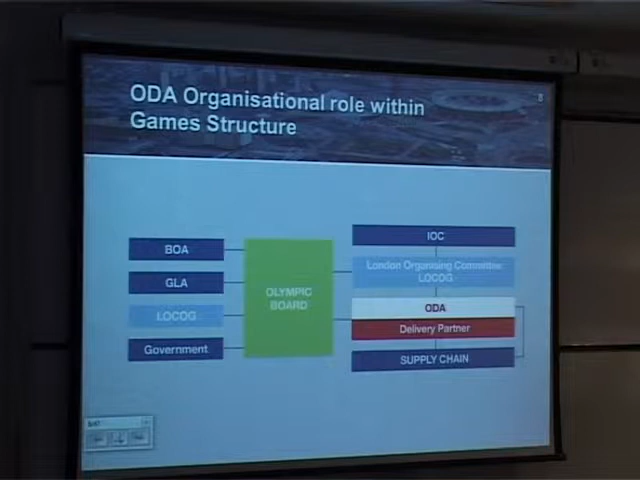 ODA Organisational role within
Games Structure
8
BOA
GLA
LOCOG
Government
OLYMPIC
BOARD
IOC
London Organising Committee
LOCOG
ODA
Delivery Partner
SUPPLY CHAIN